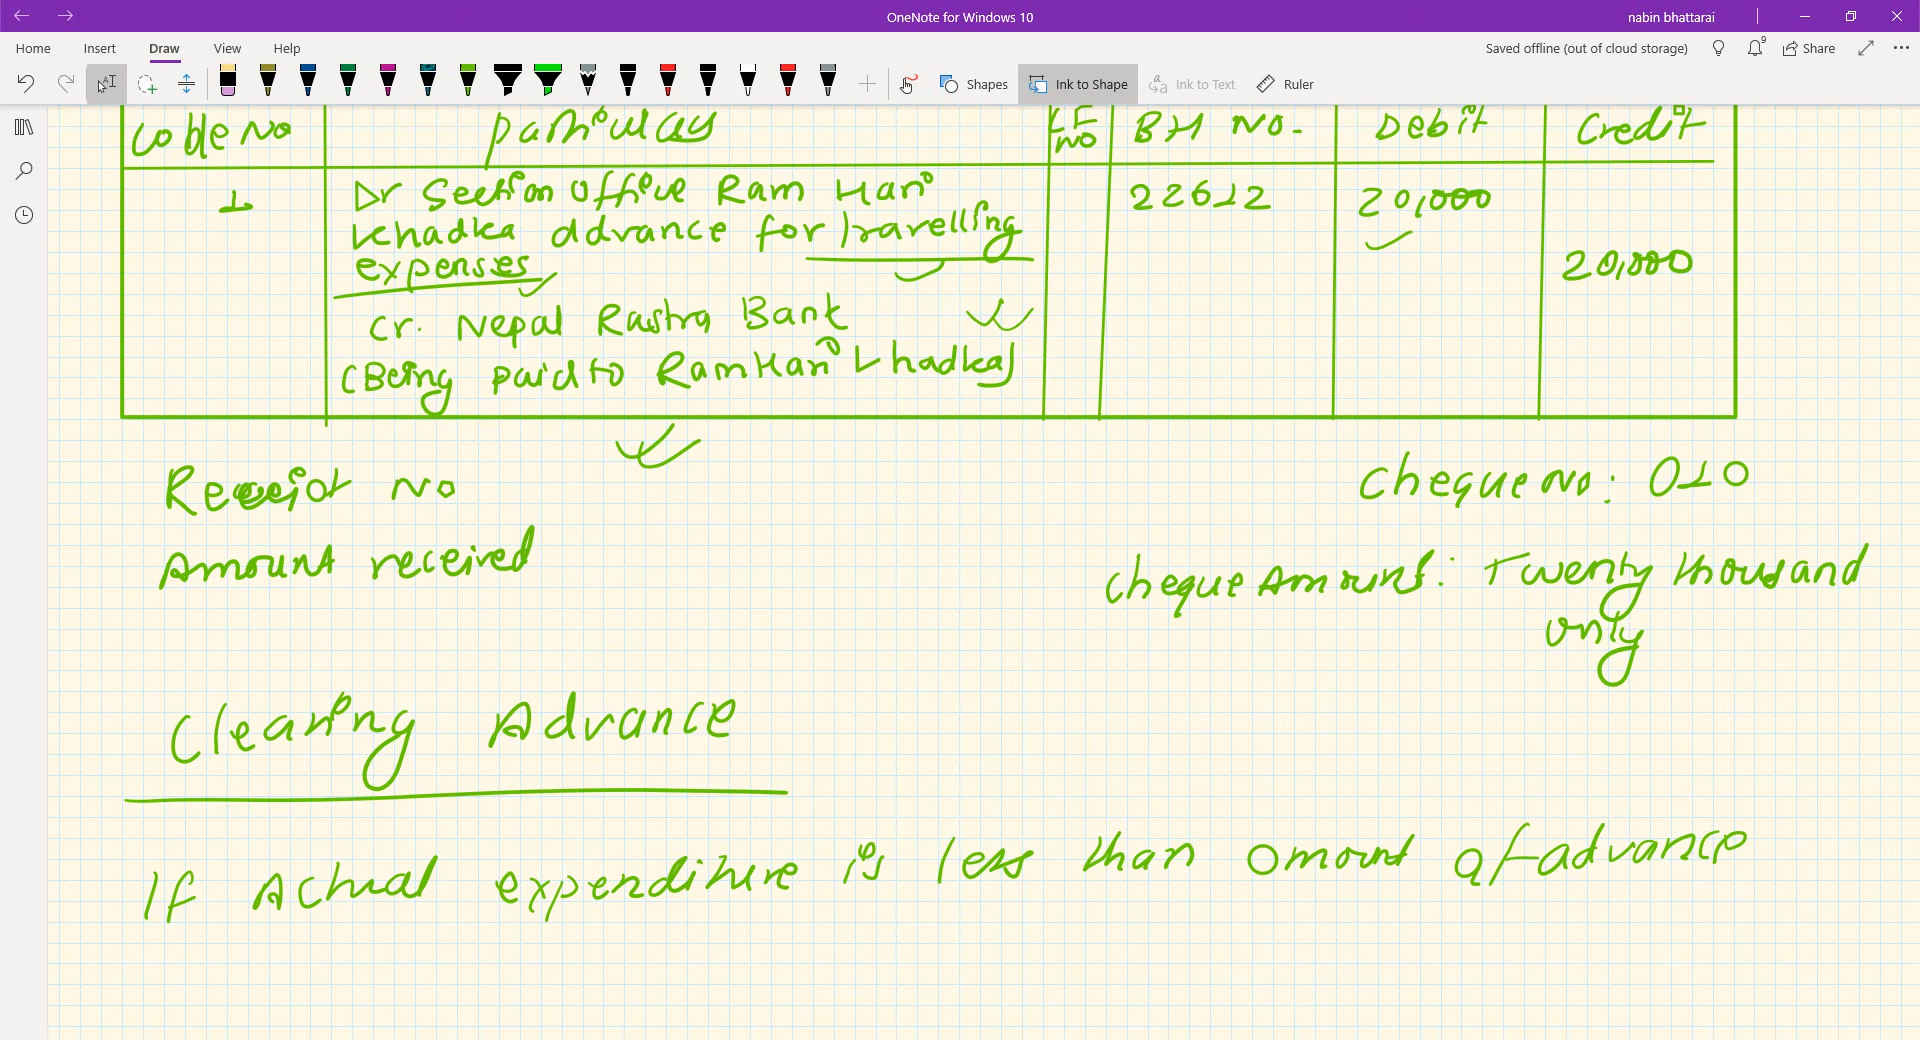 OneNote for Windows 10
nabin bhattarai
Home Insert Draw View Help
Saved offline (out of cloud storage)
9
Share
Shapes
Ink to Shape
Ink to Text
Ruler
Code No
Particulars
LF NO
BH No.
Debit
Credit
1
Dr Section Office Ram Hari
Khadka advance for travelling
expenses
22612
20,000
20,000
Cr. Nepal Rastra Bank
(Being paid to Ram Hari Khadka)
Receipt No
Cheque No: 010
Amount received
Cheque Amount: Twenty thousand
only
Clearing Advance
If Actual expenditure is less than amount of advance